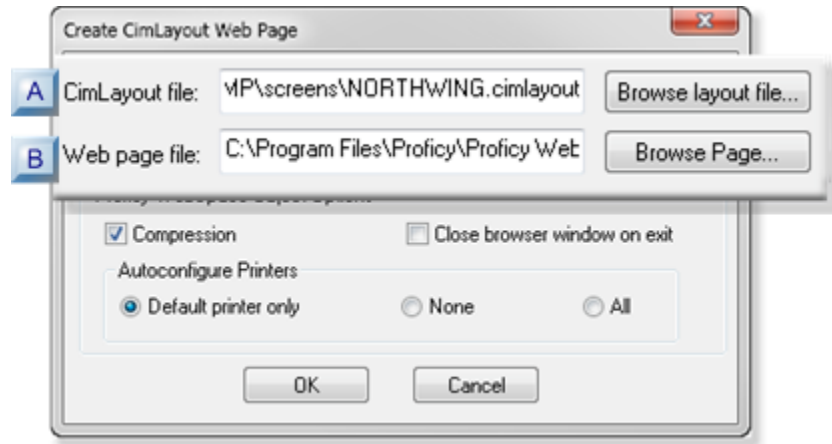 Create CimLayout Web Page
A CimLayout file: MP\screens\NORTHWING.cimlayout Browse layout file...
B Web page file: C:\Program Files\Proficy\Proficy Web Browse Page...
Compression Close browser window on exit
Autoconfigure Printers
Default printer only None All
OK Cancel